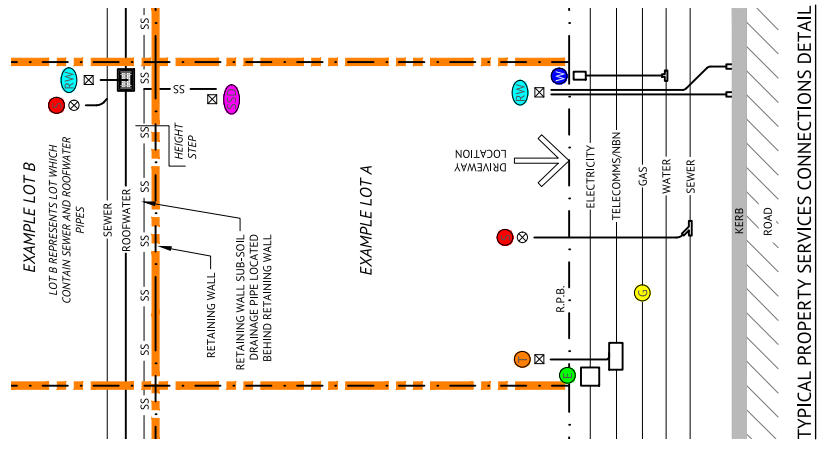 EXAMPLE LOT B
LOT B REPRESENTS LOT WHICH
CONTAIN SEWER AND ROOFWATER
PIPES
SEWER
ROOFWATER
SS
SS
SS
SS
SS
SS
SS
SS
RW
SSD
HEIGHT
STEP
RETAINING WALL
RETAINING WALL SUB-SOIL
DRAINAGE PIPE LOCATED
BEHIND RETAINING WALL
EXAMPLE LOT A
DRIVEWAY
LOCATION
RW
W
T
E
G
R.P.B.
ELECTRICITY
TELECOMMS/NBN
GAS
WATER
SEWER
KERB
ROAD
TYPICAL PROPERTY SERVICES CONNECTIONS DETAIL